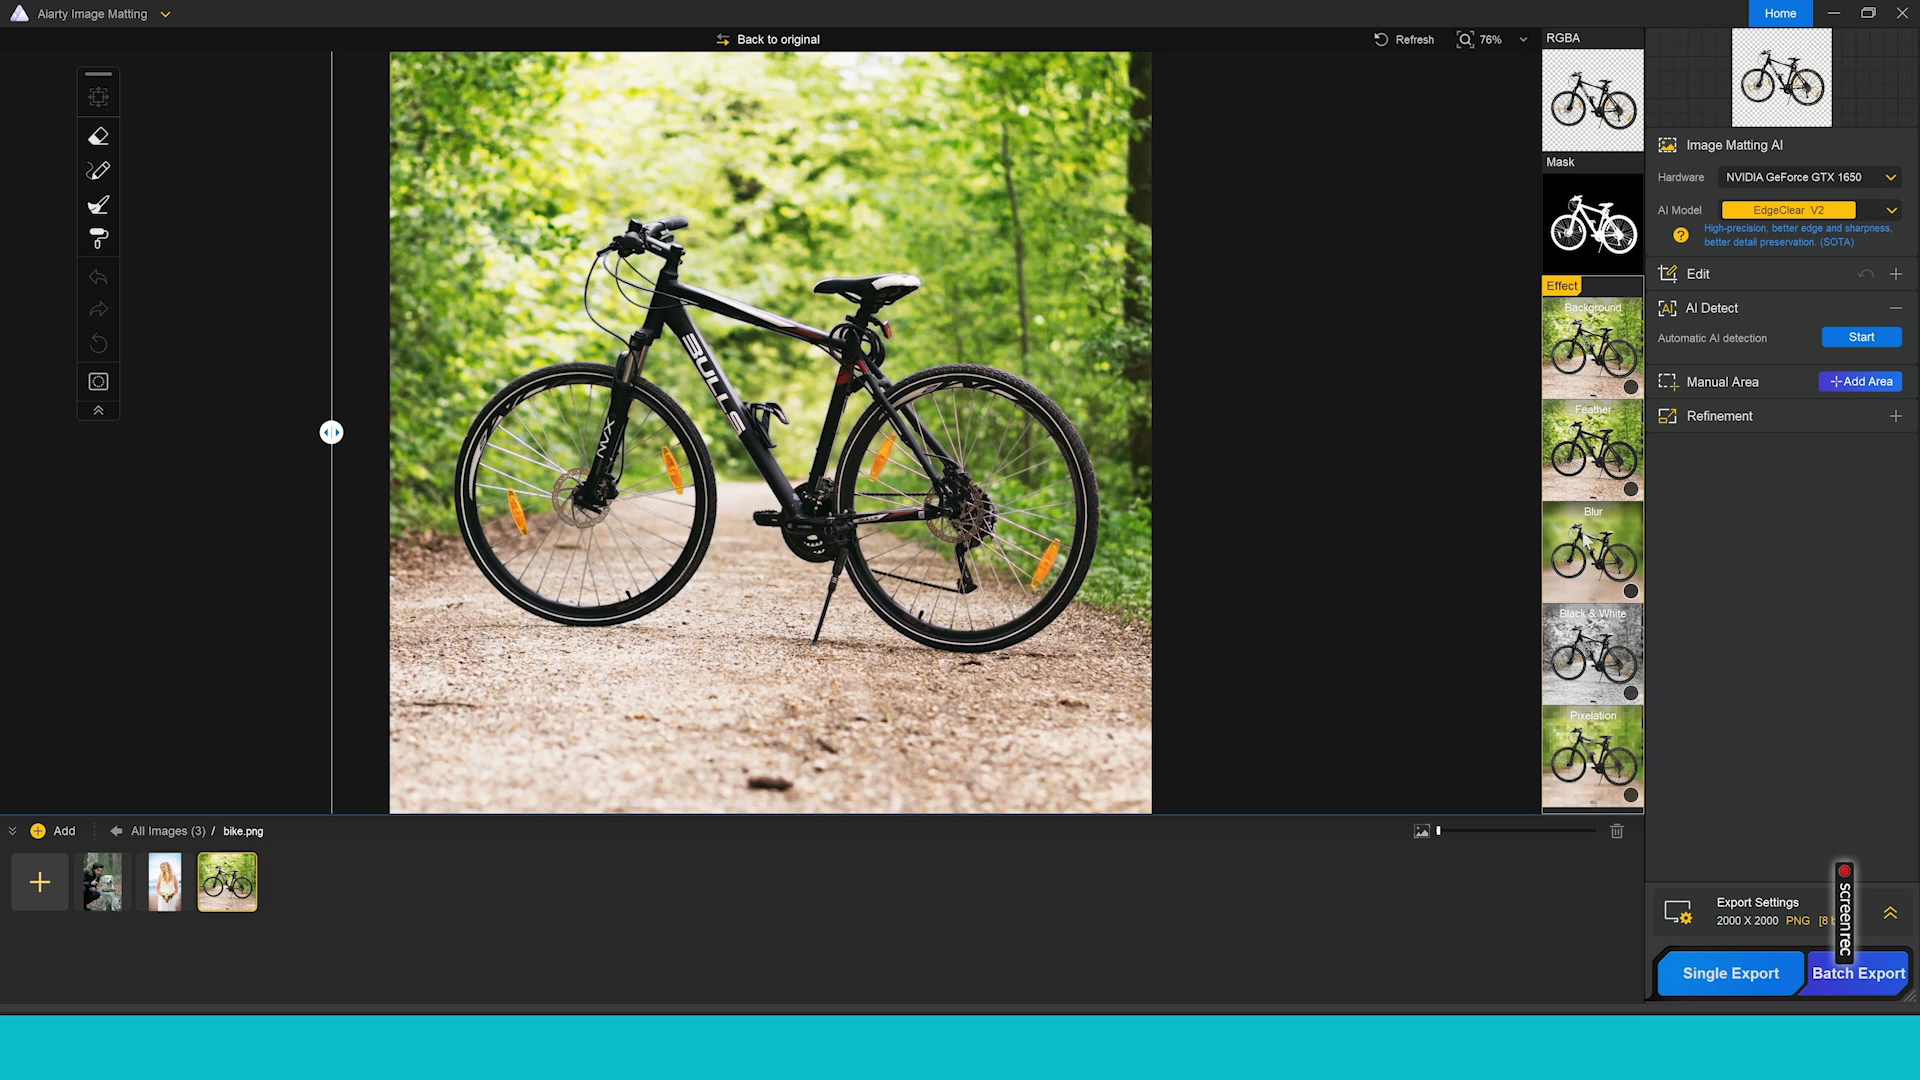 Aiarty Image Matting
Home
Back to original
Refresh
76%
RGBA
Mask
Effect
Background
Feather
Blur
Black & White
Pixelation
Image Matting AI
Hardware NVIDIA GeForce GTX 1650
AI Model EdgeClear V2
High-precision, better edge and sharpness,
better detail preservation. (SOTA)
Edit
AI Detect
Automatic AI detection Start
Manual Area Add Area
Refinement
BULLS
Add
All Images (3) / bike.png
Export Settings
2000 X 2000 PNG [8
screenrec
Single Export
Batch Export